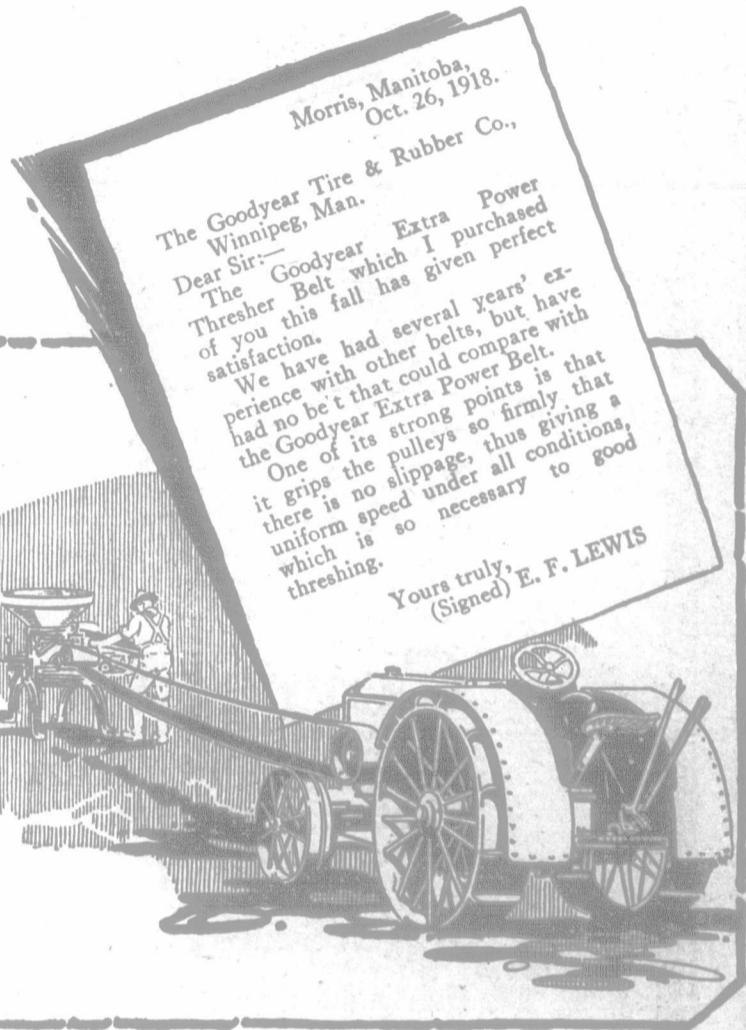 Morris, Manitoba,
Oct. 26, 1918.
The Goodyear Tire & Rubber Co.,
Winnipeg, Man.
Dear Sir:—
The Goodyear Extra Power
Thresher Belt which I purchased
of you this fall has given perfect
satisfaction.
We have had several years' ex-
perience with other belts, but have
had no be't that could compare with
the Goodyear Extra Power Belt.
One of its strong points is that
it grips the pulleys so firmly that
there is no slippage, thus giving a
uniform speed under all conditions,
which is so necessary to good
threshing.
Yours truly,
(Signed) E. F. LEWIS